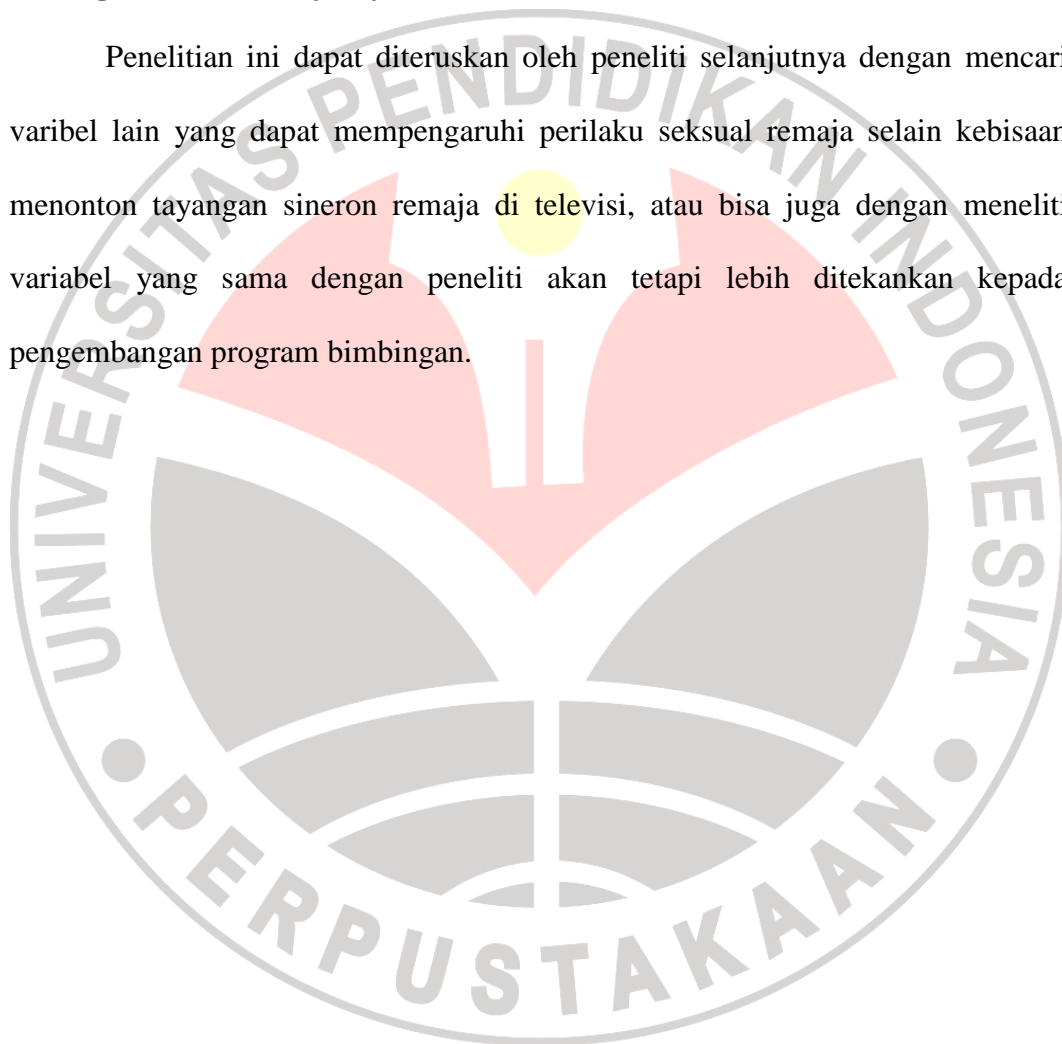 Penelitian ini dapat diteruskan oleh peneliti selanjutnya dengan mencari
varibel lain yang dapat mempengaruhi perilaku seksual remaja selain kebisaan
menonton tayangan sineron remaja di televisi, atau bisa juga dengan meneliti
variabel yang sama dengan peneliti akan tetapi lebih ditekankan kepada
pengembangan program bimbingan.
UNIVERSITAS PENDIDIKAN INDONESIA
PERPUSTAKAAN